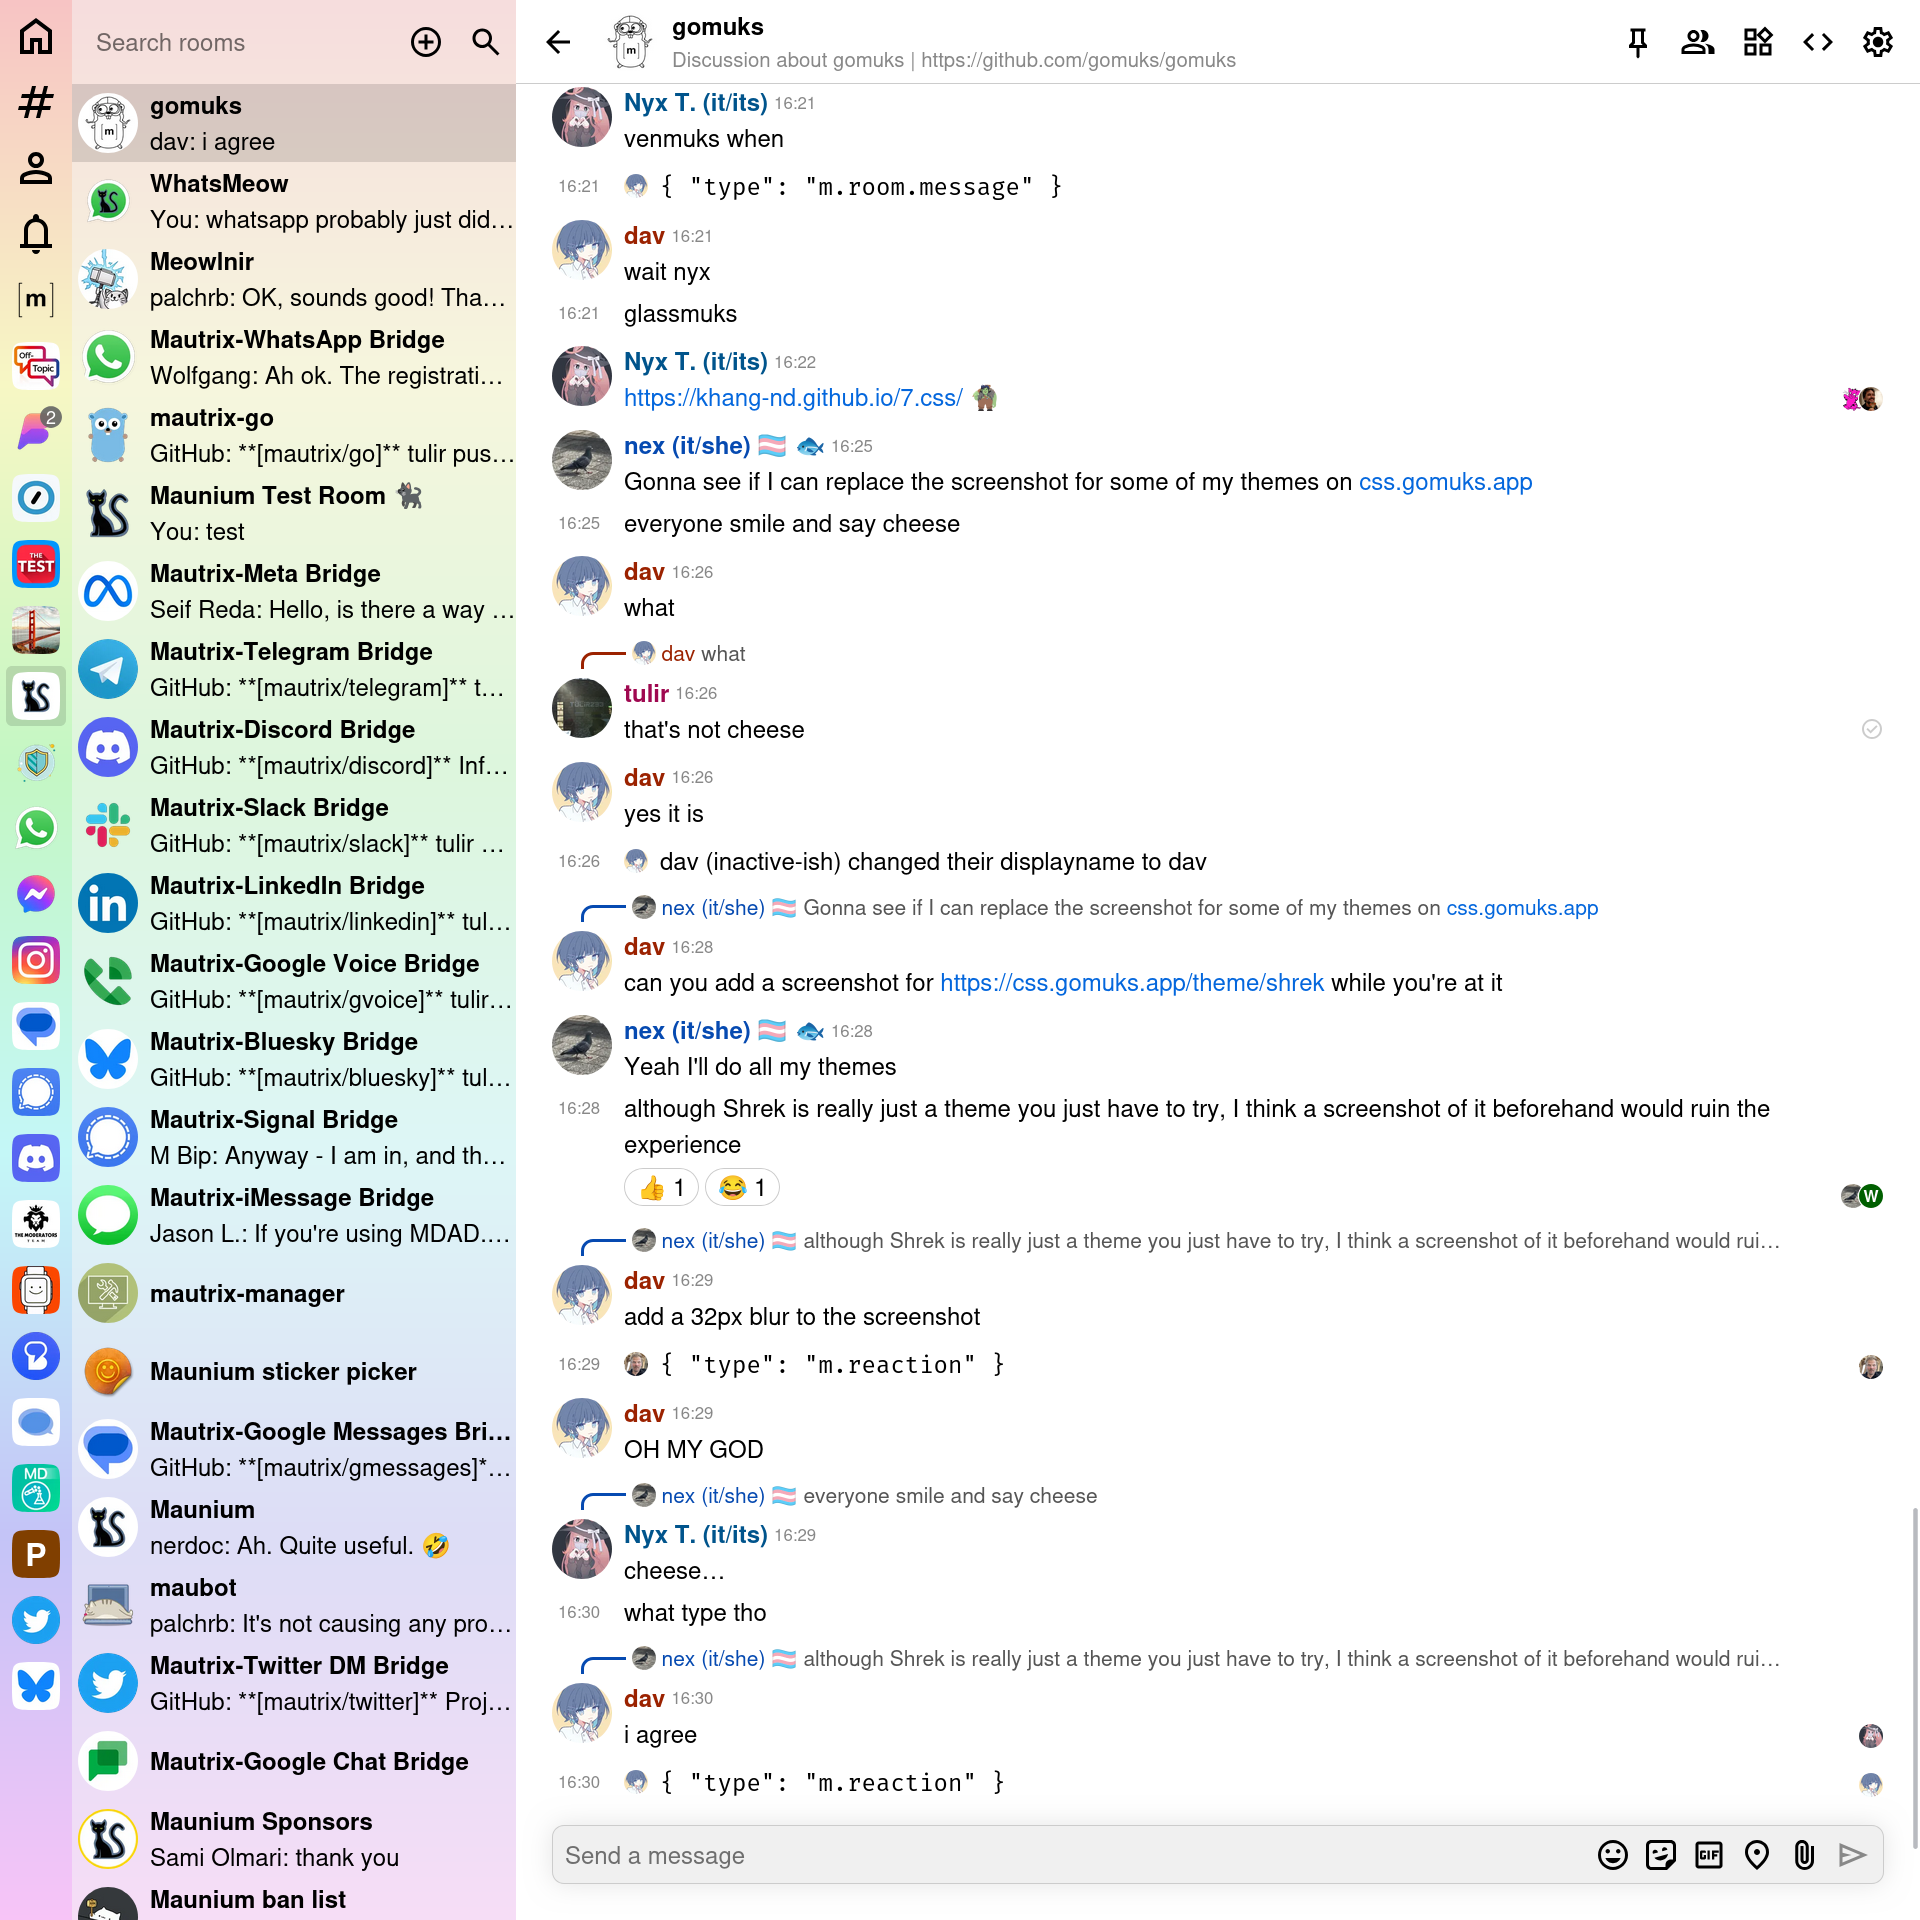 Search rooms
gomuks
dav: i agree
WhatsMeow
You: whatsapp probably just did…
Meowlnir
palchrb: OK, sounds good! Tha…
Mautrix-WhatsApp Bridge
Wolfgang: Ah ok. The registrati…
mautrix-go
GitHub: **[mautrix/go]** tulir pus…
Maunium Test Room 🐈‍⬛
You: test
Mautrix-Meta Bridge
Seif Reda: Hello, is there a way …
Mautrix-Telegram Bridge
GitHub: **[mautrix/telegram]** t…
Mautrix-Discord Bridge
GitHub: **[mautrix/discord]** Inf…
Mautrix-Slack Bridge
GitHub: **[mautrix/slack]** tulir …
Mautrix-LinkedIn Bridge
GitHub: **[mautrix/linkedin]** tul…
Mautrix-Google Voice Bridge
GitHub: **[mautrix/gvoice]** tulir…
Mautrix-Bluesky Bridge
GitHub: **[mautrix/bluesky]** tul…
Mautrix-Signal Bridge
M Bip: Anyway - I am in, and th…
Mautrix-iMessage Bridge
Jason L.: If you're using MDAD.…
mautrix-manager
Maunium sticker picker
Mautrix-Google Messages Bri…
GitHub: **[mautrix/gmessages]*…
Maunium
nerdoc: Ah. Quite useful. 🤣
maubot
palchrb: It's not causing any pro…
Mautrix-Twitter DM Bridge
GitHub: **[mautrix/twitter]** Proj…
Mautrix-Google Chat Bridge
Maunium Sponsors
Sami Olmari: thank you
Maunium ban list
[m]
Off-
Topic
2
THE
TEST
THE MODERATORS
TEAM
MD
P
gomuks
Discussion about gomuks | https://github.com/gomuks/gomuks
Nyx T. (it/its) 16:21
venmuks when
16:21 { "type": "m.room.message" }
dav 16:21
wait nyx
16:21 glassmuks
Nyx T. (it/its) 16:22
https://khang-nd.github.io/7.css/
nex (it/she) 🏳️‍⚧️ 🐟 16:25
Gonna see if I can replace the screenshot for some of my themes on css.gomuks.app
16:25 everyone smile and say cheese
dav 16:26
what
dav what
tulir 16:26
that's not cheese
dav 16:26
yes it is
16:26 dav (inactive-ish) changed their displayname to dav
nex (it/she) 🏳️‍⚧️ Gonna see if I can replace the screenshot for some of my themes on css.gomuks.app
dav 16:28
can you add a screenshot for https://css.gomuks.app/theme/shrek while you're at it
nex (it/she) 🏳️‍⚧️ 🐟 16:28
Yeah I'll do all my themes
16:28 although Shrek is really just a theme you just have to try, I think a screenshot of it beforehand would ruin the
experience
👍 1 😂 1
W
nex (it/she) 🏳️‍⚧️ although Shrek is really just a theme you just have to try, I think a screenshot of it beforehand would rui…
dav 16:29
add a 32px blur to the screenshot
16:29 { "type": "m.reaction" }
dav 16:29
OH MY GOD
nex (it/she) 🏳️‍⚧️ everyone smile and say cheese
Nyx T. (it/its) 16:29
cheese…
16:30 what type tho
nex (it/she) 🏳️‍⚧️ although Shrek is really just a theme you just have to try, I think a screenshot of it beforehand would rui…
dav 16:30
i agree
16:30 { "type": "m.reaction" }
Send a message
GIF